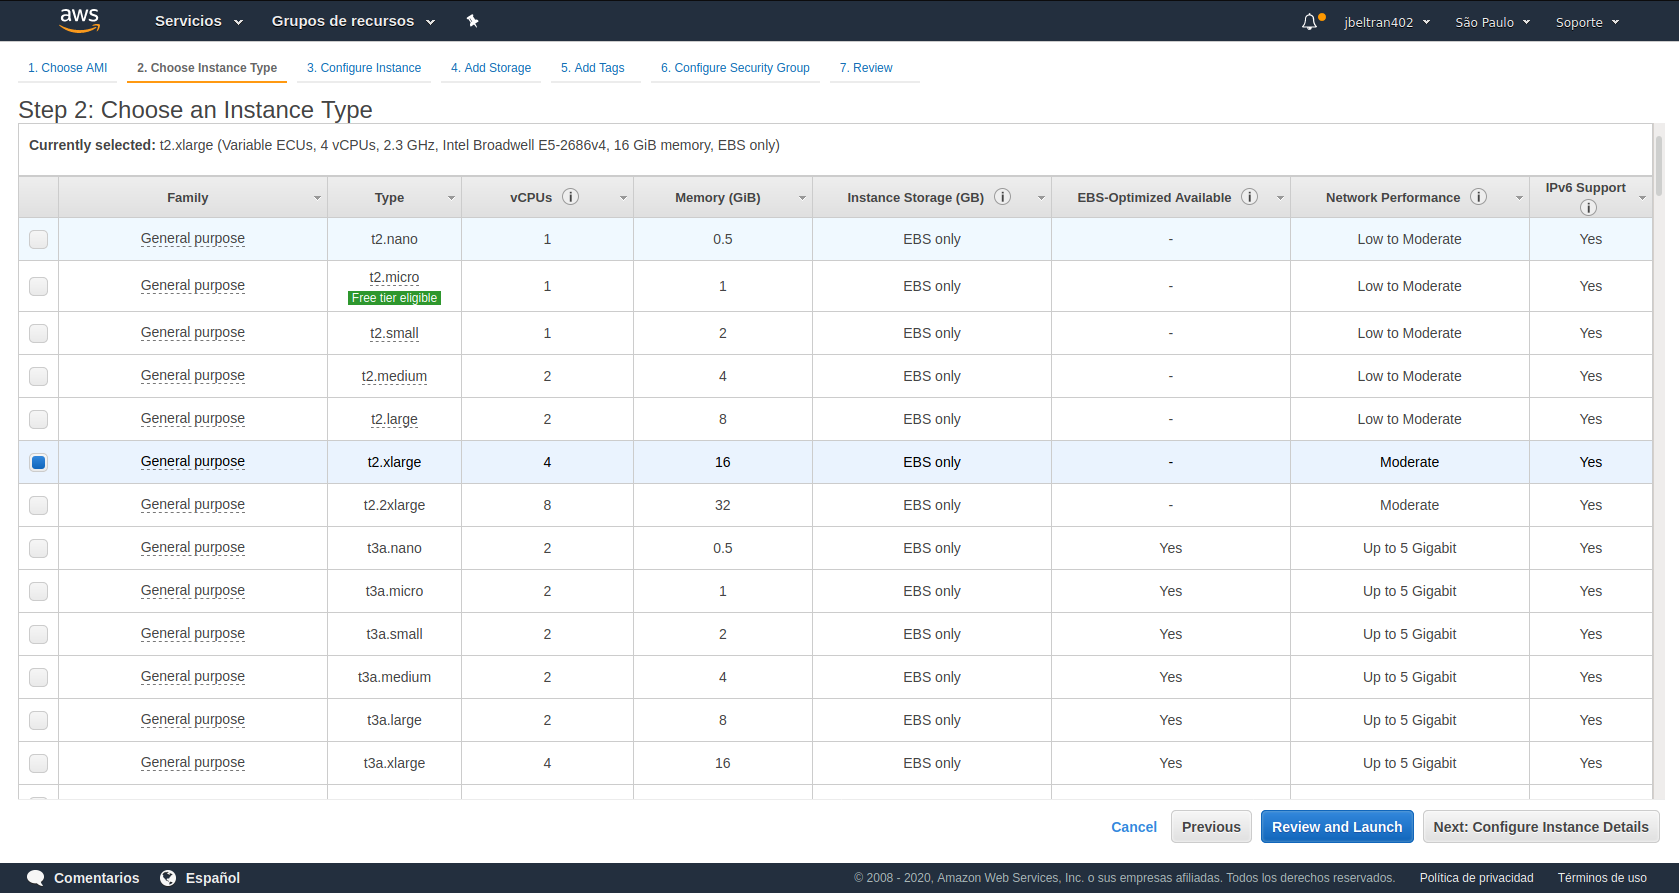 aws Servicios Grupos de recursos jbeltran402 São Paulo Soporte
1. Choose AMI 2. Choose Instance Type 3. Configure Instance 4. Add Storage 5. Add Tags 6. Configure Security Group 7. Review
Step 2: Choose an Instance Type
Currently selected: t2.xlarge (Variable ECUs, 4 vCPUs, 2.3 GHz, Intel Broadwell E5-2686v4, 16 GiB memory, EBS only)
Family Type vCPUs i Memory (GiB) Instance Storage (GB) i EBS-Optimized Available i Network Performance i IPv6 Support i
General purpose t2.nano 1 0.5 EBS only - Low to Moderate Yes
General purpose t2.micro Free tier eligible 1 1 EBS only - Low to Moderate Yes
General purpose t2.small 1 2 EBS only - Low to Moderate Yes
General purpose t2.medium 2 4 EBS only - Low to Moderate Yes
General purpose t2.large 2 8 EBS only - Low to Moderate Yes
General purpose t2.xlarge 4 16 EBS only - Moderate Yes
General purpose t2.2xlarge 8 32 EBS only - Moderate Yes
General purpose t3a.nano 2 0.5 EBS only Yes Up to 5 Gigabit Yes
General purpose t3a.micro 2 1 EBS only Yes Up to 5 Gigabit Yes
General purpose t3a.small 2 2 EBS only Yes Up to 5 Gigabit Yes
General purpose t3a.medium 2 4 EBS only Yes Up to 5 Gigabit Yes
General purpose t3a.large 2 8 EBS only Yes Up to 5 Gigabit Yes
General purpose t3a.xlarge 4 16 EBS only Yes Up to 5 Gigabit Yes
Cancel Previous Review and Launch Next: Configure Instance Details
Comentarios Español © 2008 - 2020, Amazon Web Services, Inc. o sus empresas afiliadas. Todos los derechos reservados. Política de privacidad Términos de uso